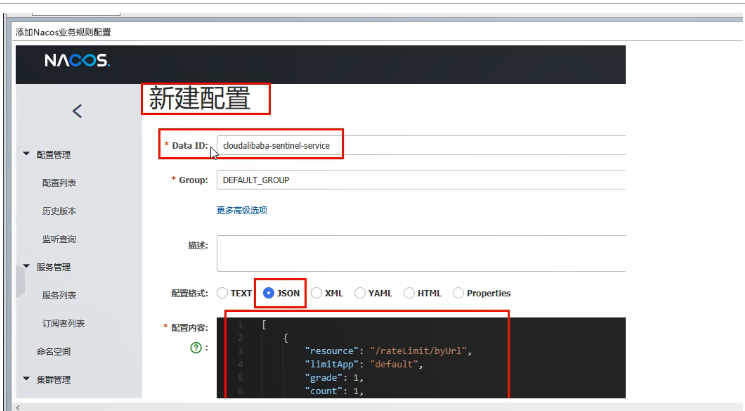 添加Nacos业务规则配置
NACOS.
新建配置
* Data ID: cloudalibaba-sentinel-service
配置管理
* Group: DEFAULT_GROUP
配置列表
历史版本
更多高级选项
监听查询
描述:
服务管理
服务列表
配置格式: TEXT JSON XML YAML HTML Properties
订阅者列表
* 配置内容:
1 [
2 {
命名空间
? :
3 "resource": "/rateLimit/byUrl",
4 "limitApp": "default",
集群管理
5 "grade": 1,
6 "count": 1,